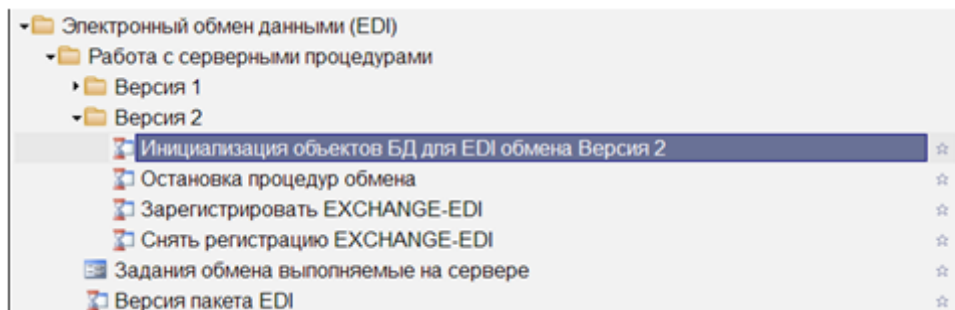 Электронный обмен данными (EDI)
Работа с серверными процедурами
Версия 1
Версия 2
Инициализация объектов БД для EDI обмена Версия 2
Остановка процедур обмена
Зарегистрировать EXCHANGE-EDI
Снять регистрацию EXCHANGE-EDI
Задания обмена выполняемые на сервере
Версия пакета EDI